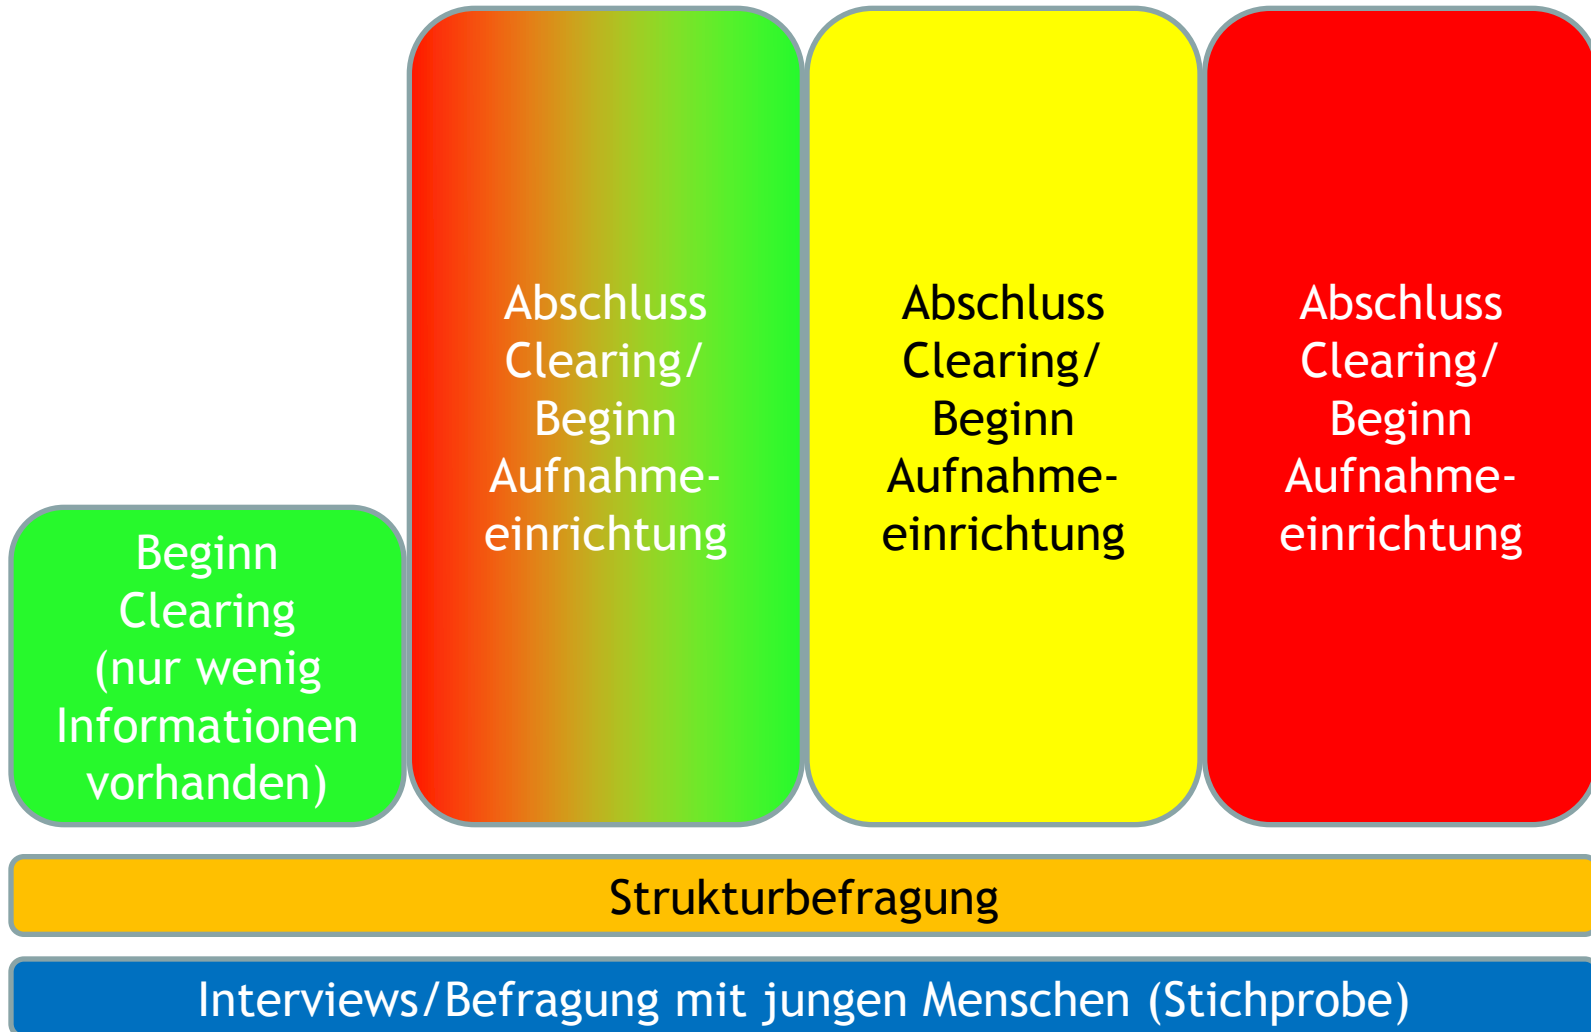 Beginn
Clearing
(nur wenig
Informationen
vorhanden)
Abschluss
Clearing/
Beginn
Aufnahme-
einrichtung
Abschluss
Clearing/
Beginn
Aufnahme-
einrichtung
Abschluss
Clearing/
Beginn
Aufnahme-
einrichtung
Strukturbefragung
Interviews/Befragung mit jungen Menschen (Stichprobe)